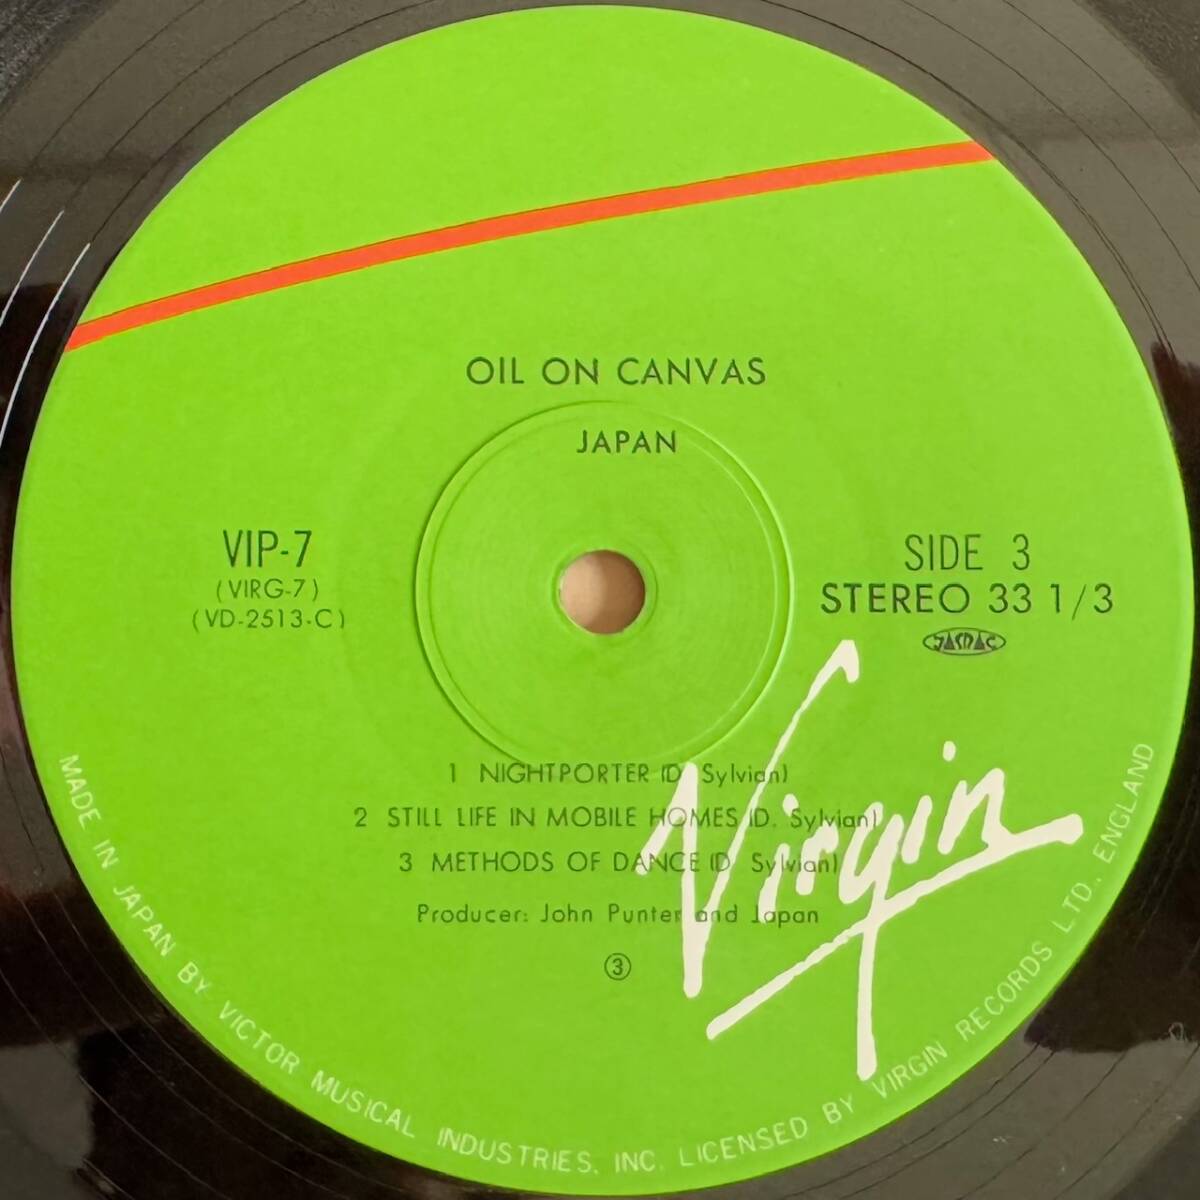 OIL ON CANVAS
JAPAN
VIP-7
(VIRG-7)
(VD-2513-C)
SIDE 3
STEREO 33 1/3
JASRAC
1 NIGHTPORTER (D. Sylvian)
2 STILL LIFE IN MOBILE HOMES (D. Sylvian)
3 METHODS OF DANCE (D. Sylvian)
Producer: John Punter and Japan
③
Virgin
MADE IN JAPAN BY VICTOR MUSICAL INDUSTRIES, INC. LICENSED BY VIRGIN RECORDS LTD., ENGLAND